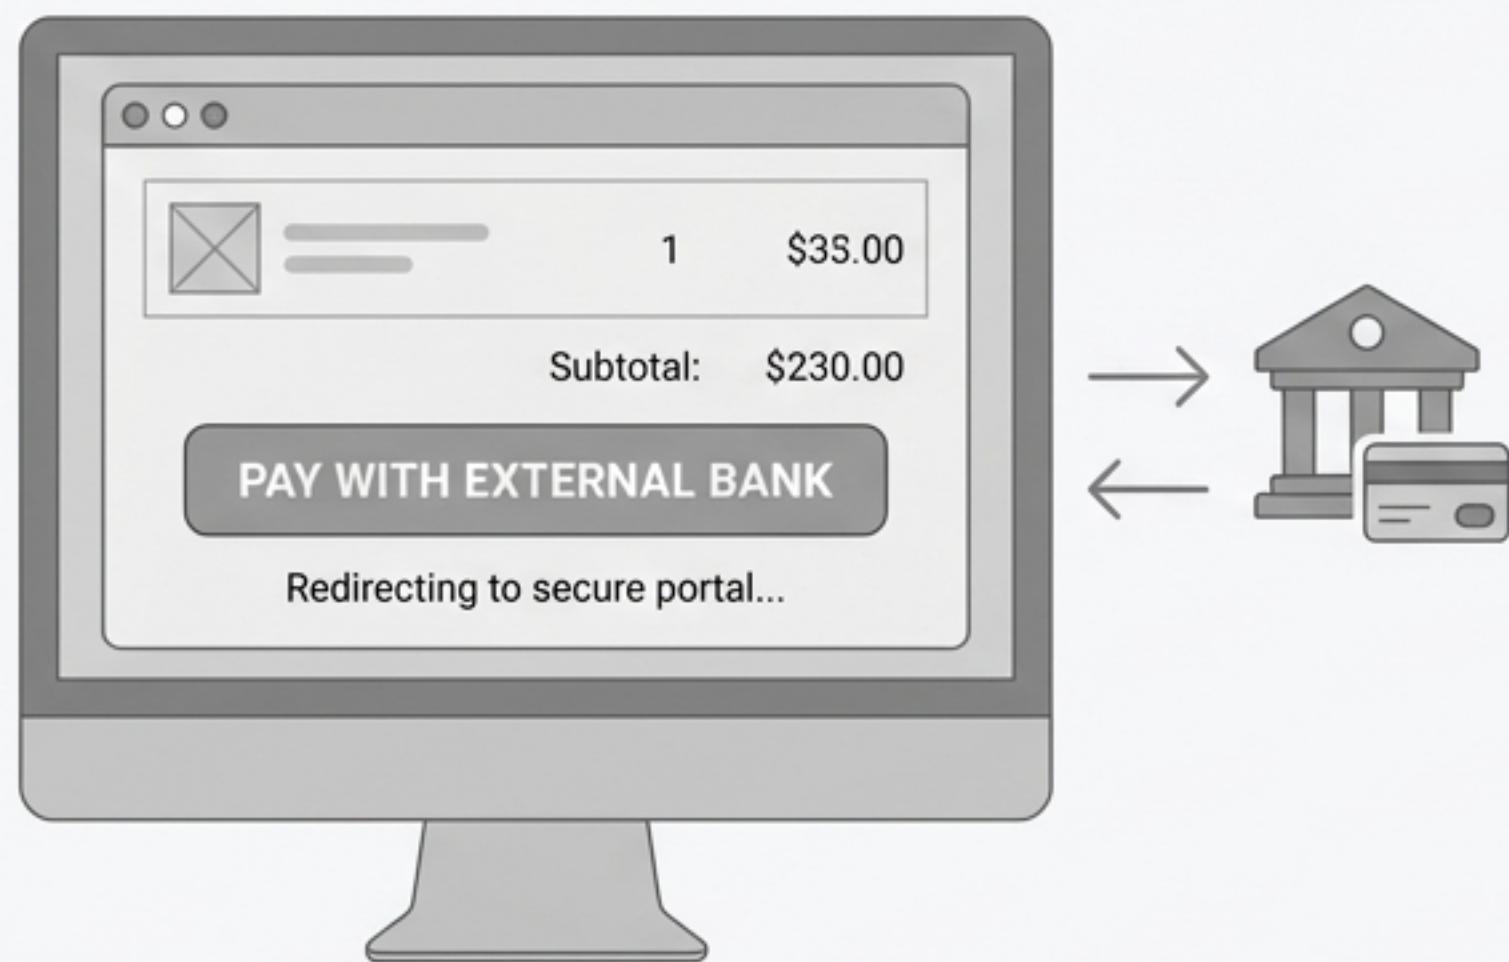 1 $35.00
Subtotal: $230.00
PAY WITH EXTERNAL BANK
Redirecting to secure portal...